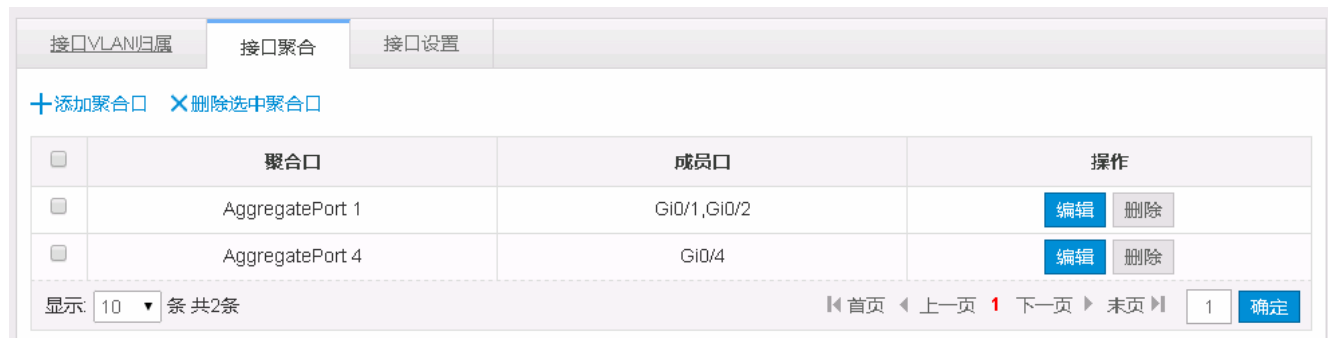 接口VLAN归属 接口聚合 接口设置
添加聚合口 删除选中聚合口
聚合口 成员口 操作
AggregatePort 1 Gi0/1,Gi0/2 编辑 删除
AggregatePort 4 Gi0/4 编辑 删除
显示: 10 条 共2条 首页 上一页 1 下一页 末页 1 确定